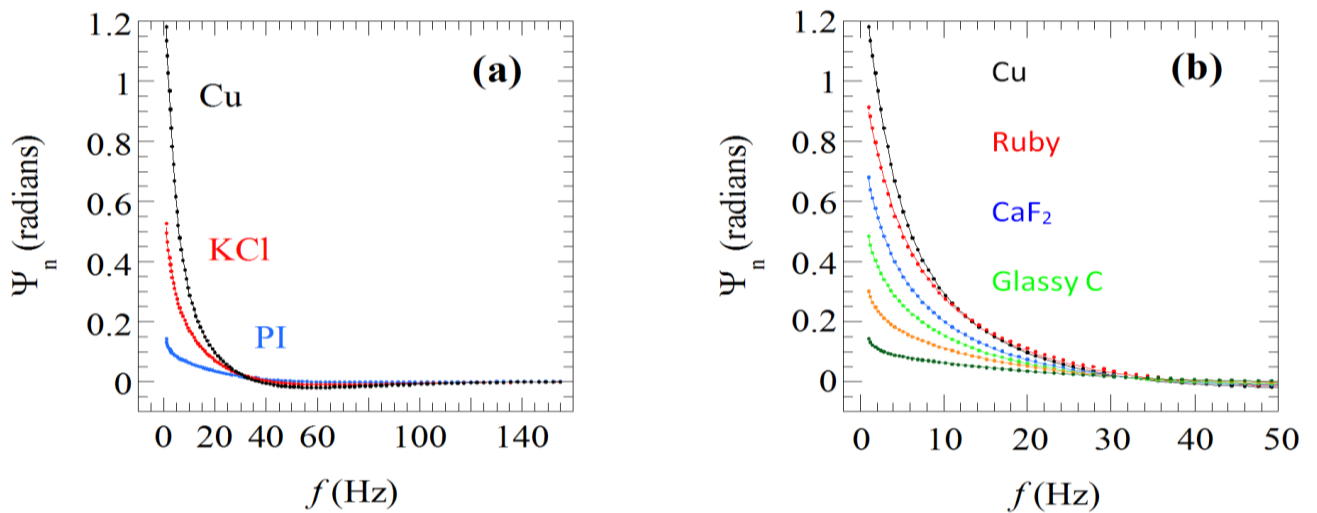 (a)
Cu
KCl
PI
Ψn (radians)
1.2
1
0.8
0.6
0.4
0.2
0
0 20 40 60 100 140
f (Hz)
(b)
Cu
Ruby
CaF2
Glassy C
Ψn (radians)
1.2
1
0.8
0.6
0.4
0.2
0
0 10 20 30 40 50
f (Hz)